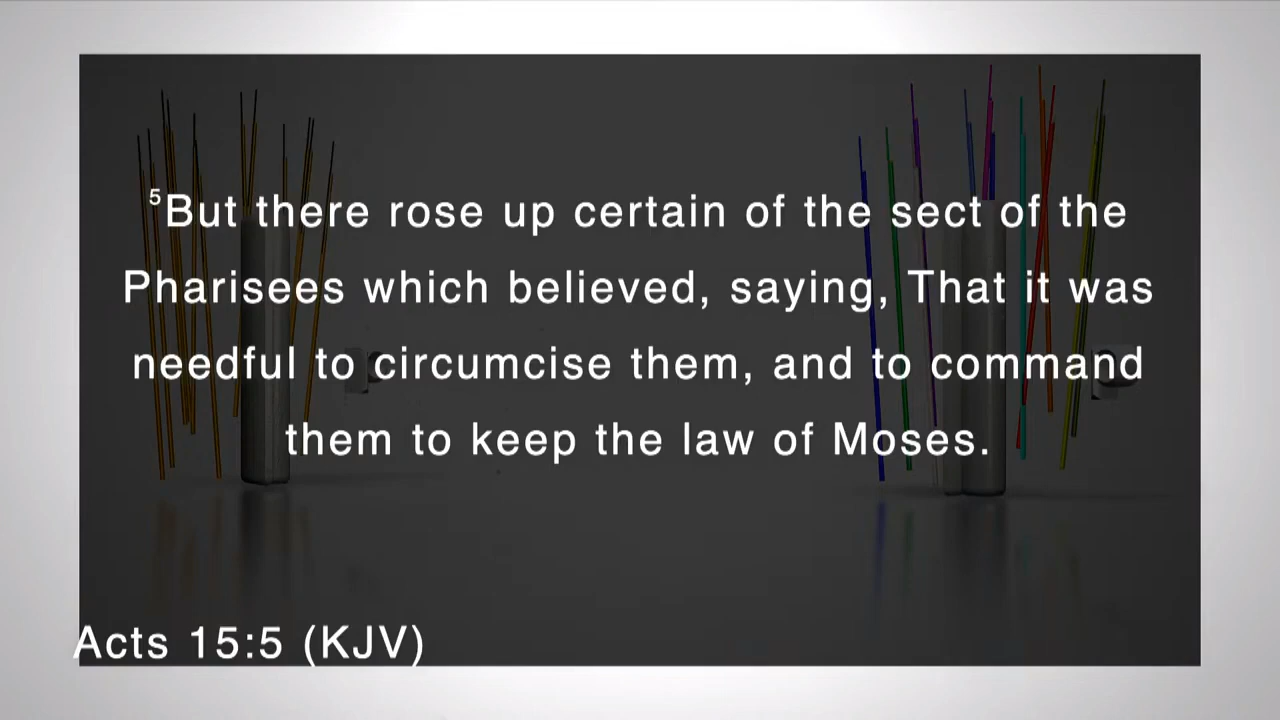 ⁵But there rose up certain of the sect of the
Pharisees which believed, saying, That it was
needful to circumcise them, and to command
them to keep the law of Moses.
Acts 15:5 (KJV)